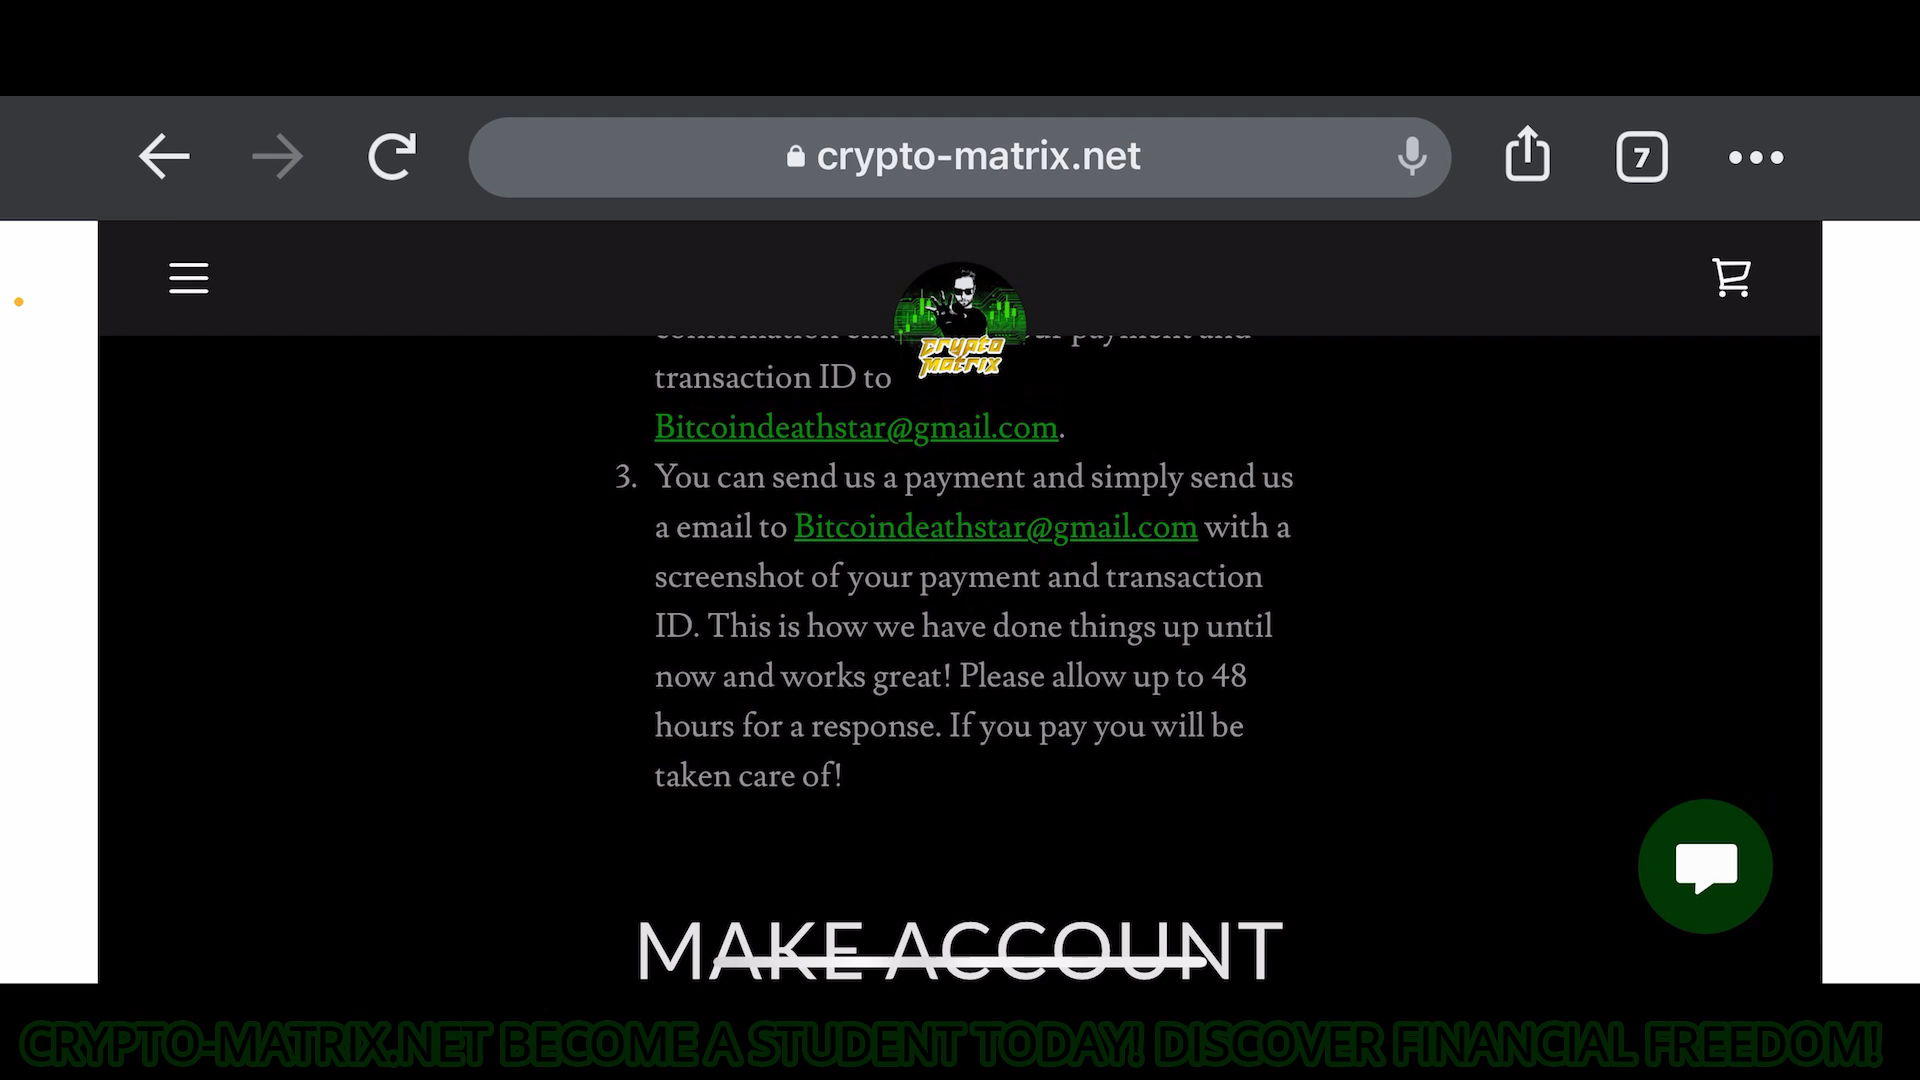 crypto-matrix.net
7
Crypto
Matrix
transaction ID to
Bitcoindeathstar@gmail.com.
3. You can send us a payment and simply send us
a email to Bitcoindeathstar@gmail.com with a
screenshot of your payment and transaction
ID. This is how we have done things up until
now and works great! Please allow up to 48
hours for a response. If you pay you will be
taken care of!
MAKE ACCOUNT
CRYPTO-MATRIX.NET BECOME A STUDENT TODAY! DISCOVER FINANCIAL FREEDOM!